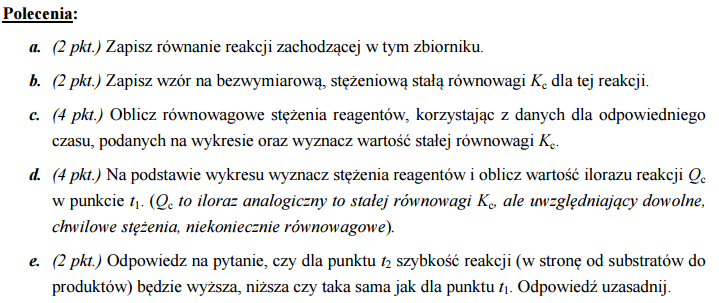 Polecenia:
a. (2 pkt.) Zapisz równanie reakcji zachodzącej w tym zbiorniku.
b. (2 pkt.) Zapisz wzór na bezwymiarową, stężeniową stałą równowagi Kc dla tej reakcji.
c. (4 pkt.) Oblicz równowagowe stężenia reagentów, korzystając z danych dla odpowiedniego
czasu, podanych na wykresie oraz wyznacz wartość stałej równowagi Kc.
d. (4 pkt.) Na podstawie wykresu wyznacz stężenia reagentów i oblicz wartość ilorazu reakcji Qc
w punkcie t1. (Qc to iloraz analogiczny to stałej równowagi Kc, ale uwzględniający dowolne,
chwilowe stężenia, niekoniecznie równowagowe).
e. (2 pkt.) Odpowiedz na pytanie, czy dla punktu t2 szybkość reakcji (w stronę od substratów do
produktów) będzie wyższa, niższa czy taka sama jak dla punktu t1. Odpowiedź uzasadnij.